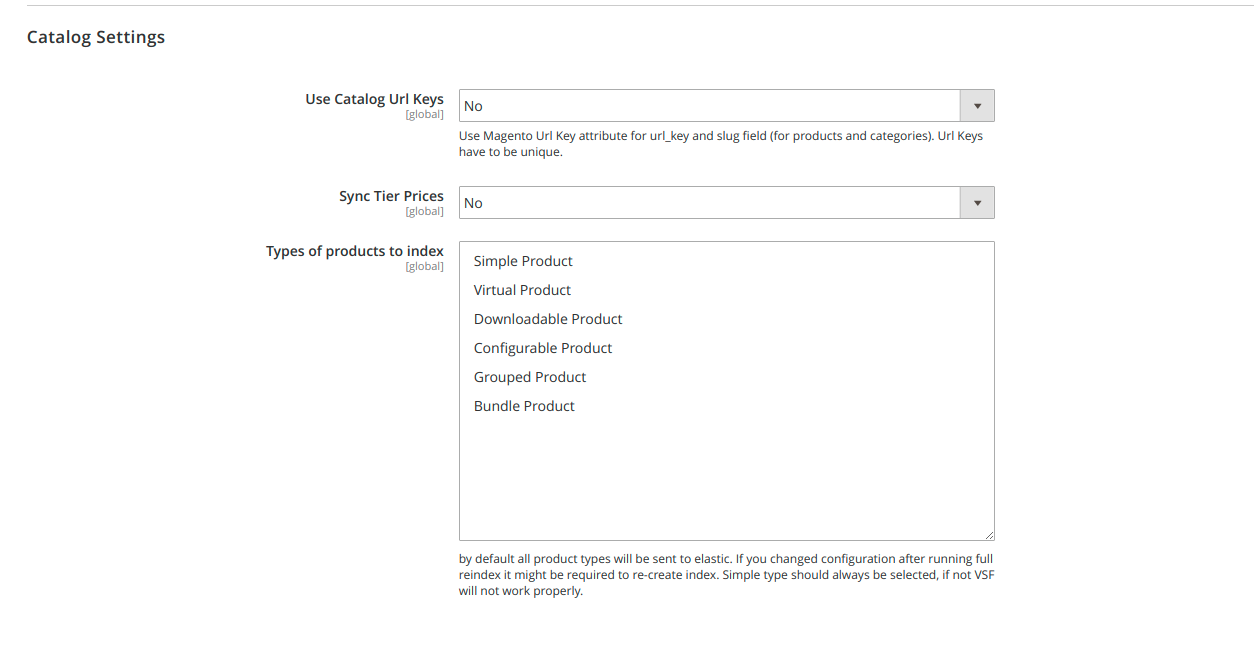 Catalog Settings
Use Catalog Url Keys
[global]
No
Use Magento Url Key attribute for url_key and slug field (for products and categories). Url Keys
have to be unique.
Sync Tier Prices
[global]
No
Types of products to index
[global]
Simple Product
Virtual Product
Downloadable Product
Configurable Product
Grouped Product
Bundle Product
by default all product types will be sent to elastic. If you changed configuration after running full
reindex it might be required to re-create index. Simple type should always be selected, if not VSF
will not work properly.